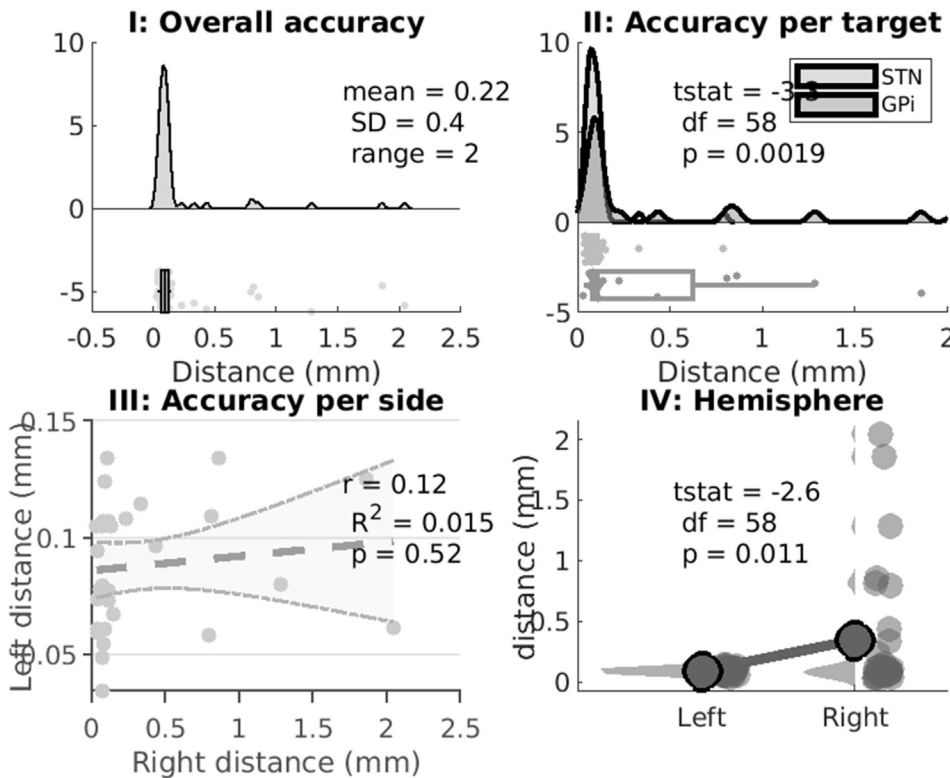 I: Overall accuracy
10
5
0
-5
mean = 0.22
SD = 0.4
range = 2
-0.5 0 0.5 1 1.5 2 2.5
Distance (mm)
II: Accuracy per target
10
5
0
-5
tstat = -3.3
df = 58
p = 0.0019
STN
GPi
0 0.5 1 1.5 2
Distance (mm)
III: Accuracy per side
0.15
0.1
0.05
Left distance (mm)
r = 0.12
R² = 0.015
p = 0.52
0 0.5 1 1.5 2 2.5
Right distance (mm)
IV: Hemisphere
2
1.5
1
0.5
0
distance (mm)
tstat = -2.6
df = 58
p = 0.011
Left Right